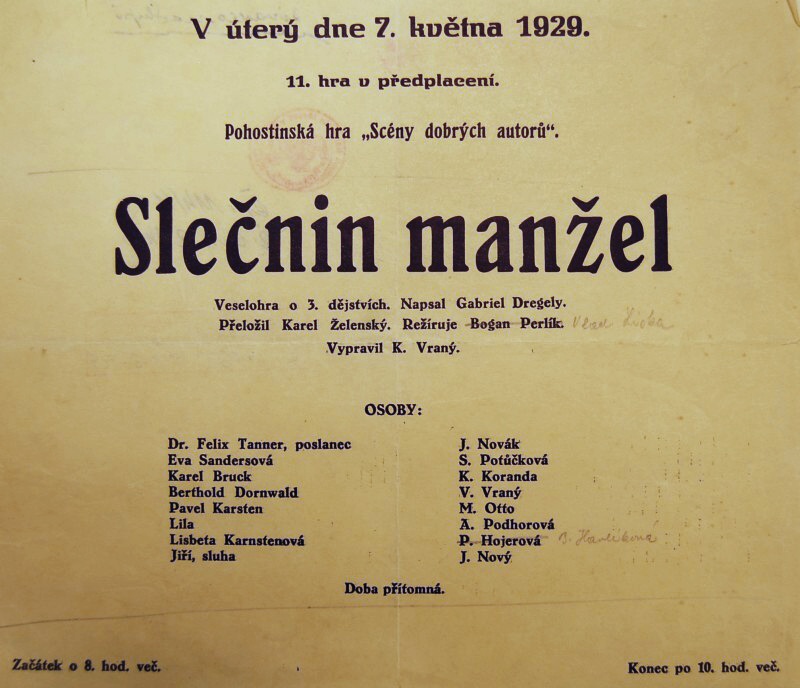 V úterý dne 7. května 1929.
11. hra v předplacení.
Pohostinská hra „Scény dobrých autorů“.
Slečnin manžel
Veselohra o 3. dějstvích. Napsal Gabriel Dregely.
Přeložil Karel Želenský. Režíruje Bogan Perlík.
Vypravil K. Vraný.
OSOBY:
Dr. Felix Tanner, poslanec J. Novák
Eva Sandersová S. Potůčková
Karel Bruck K. Koranda
Berthold Dornwald V. Vraný
Pavel Karsten M. Otto
Lila A. Podhorová
Lisbeta Karnstenová P. Hojerová B. Havlíková
Jiří, sluha J. Nový
Doba přítomná.
Začátek o 8. hod. več. Konec po 10. hod. več.